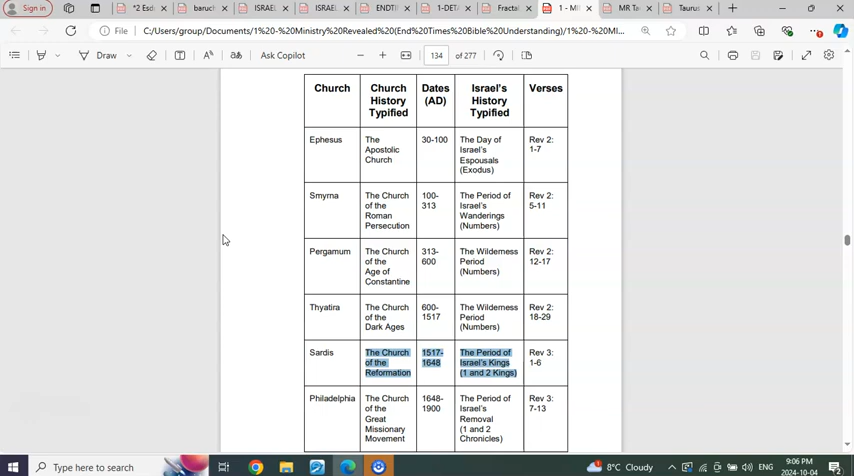 Sign in
*2 Esd
baruch
ISRAEL
ISRAEL
ENDTIN
1-DETA
Fractal
1 - MI
MR Ta
Taurus
File
C:/Users/group/Documents/1%20-%20Ministry%20Revealed%20(End%20Times%20Bible%20Understanding)/1%20-%20MI...
Draw
Ask Copilot
134
of 277
Church
Church History Typified
Dates (AD)
Israel's History Typified
Verses
Ephesus
The
Apostolic
Church
30-100
The Day of
Israel's
Espousals
(Exodus)
Rev 2:
1-7
Smyrna
The Church
of the
Roman
Persecution
100-
313
The Period of
Israel's
Wanderings
(Numbers)
Rev 2:
5-11
Pergamum
The Church
of the
Age of
Constantine
313-
600
The Wilderness
Period
(Numbers)
Rev 2:
12-17
Thyatira
The Church
of the
Dark Ages
600-
1517
The Wilderness
Period
(Numbers)
Rev 2:
18-29
Sardis
The Church
of the
Reformation
1517-
1648
The Period of
Israel's Kings
(1 and 2 Kings)
Rev 3:
1-6
Philadelphia
The Church
of the
Great
Missionary
Movement
1648-
1900
The Period of
Israel's
Removal
(1 and 2
Chronicles)
Rev 3:
7-13
Type here to search
8°C Cloudy
ENG
9:06 PM
2024-10-04